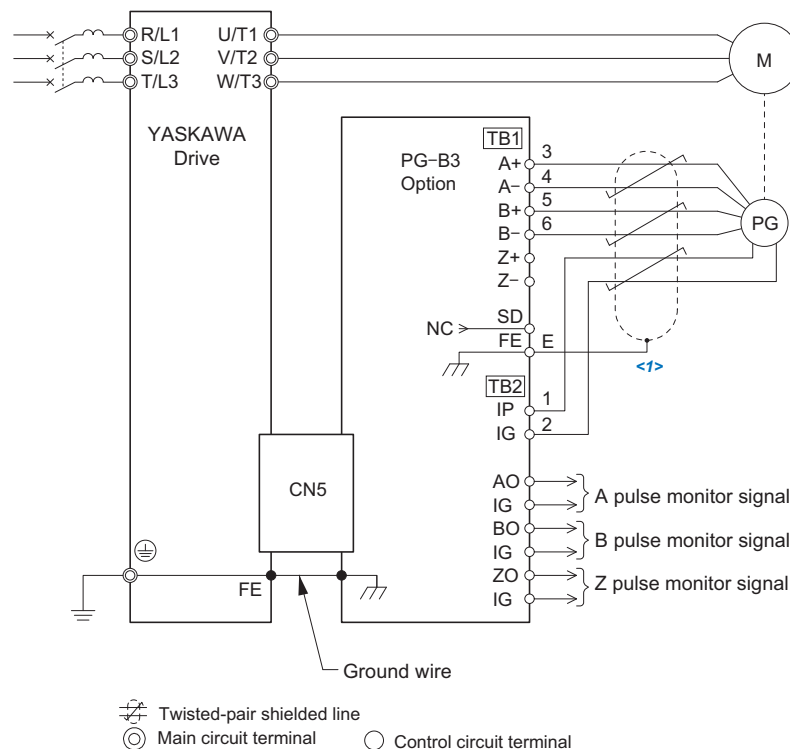 R/L1 U/T1
S/L2 V/T2
T/L3 W/T3
M
YASKAWA
Drive
PG-B3
Option
TB1
A+ 3
A- 4
B+ 5
B- 6
Z+
Z-
PG
NC SD
FE E
<1>
TB2
IP 1
IG 2
CN5
AO
IG
A pulse monitor signal
BO
IG
B pulse monitor signal
ZO
IG
Z pulse monitor signal
FE
Ground wire
Twisted-pair shielded line
Main circuit terminal
Control circuit terminal